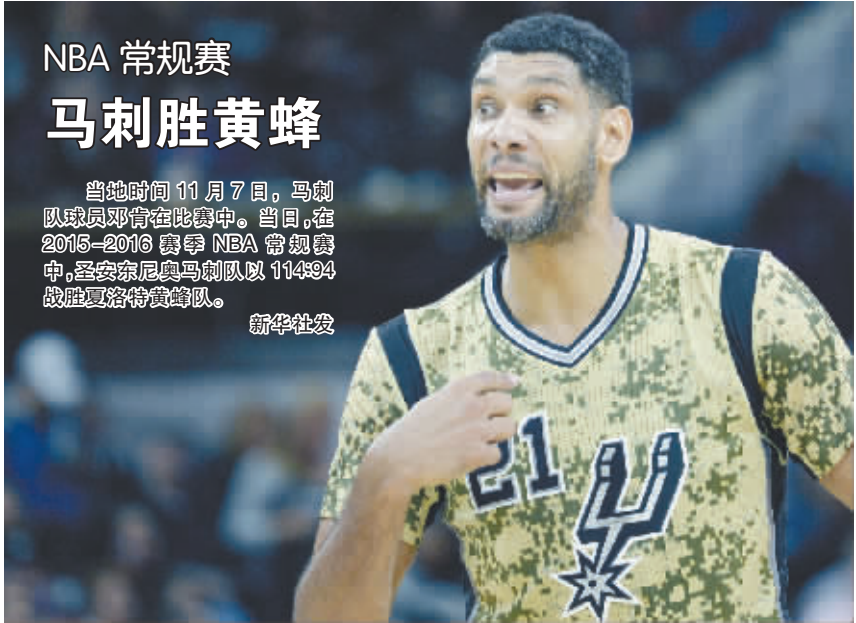 NBA 常规赛
马刺胜黄蜂
当地时间 11 月 7 日，马刺
队球员邓肯在比赛中。当日，在
2015-2016 赛季 NBA 常规赛
中，圣安东尼奥马刺队以 114:94
战胜夏洛特黄蜂队。
新华社发
21